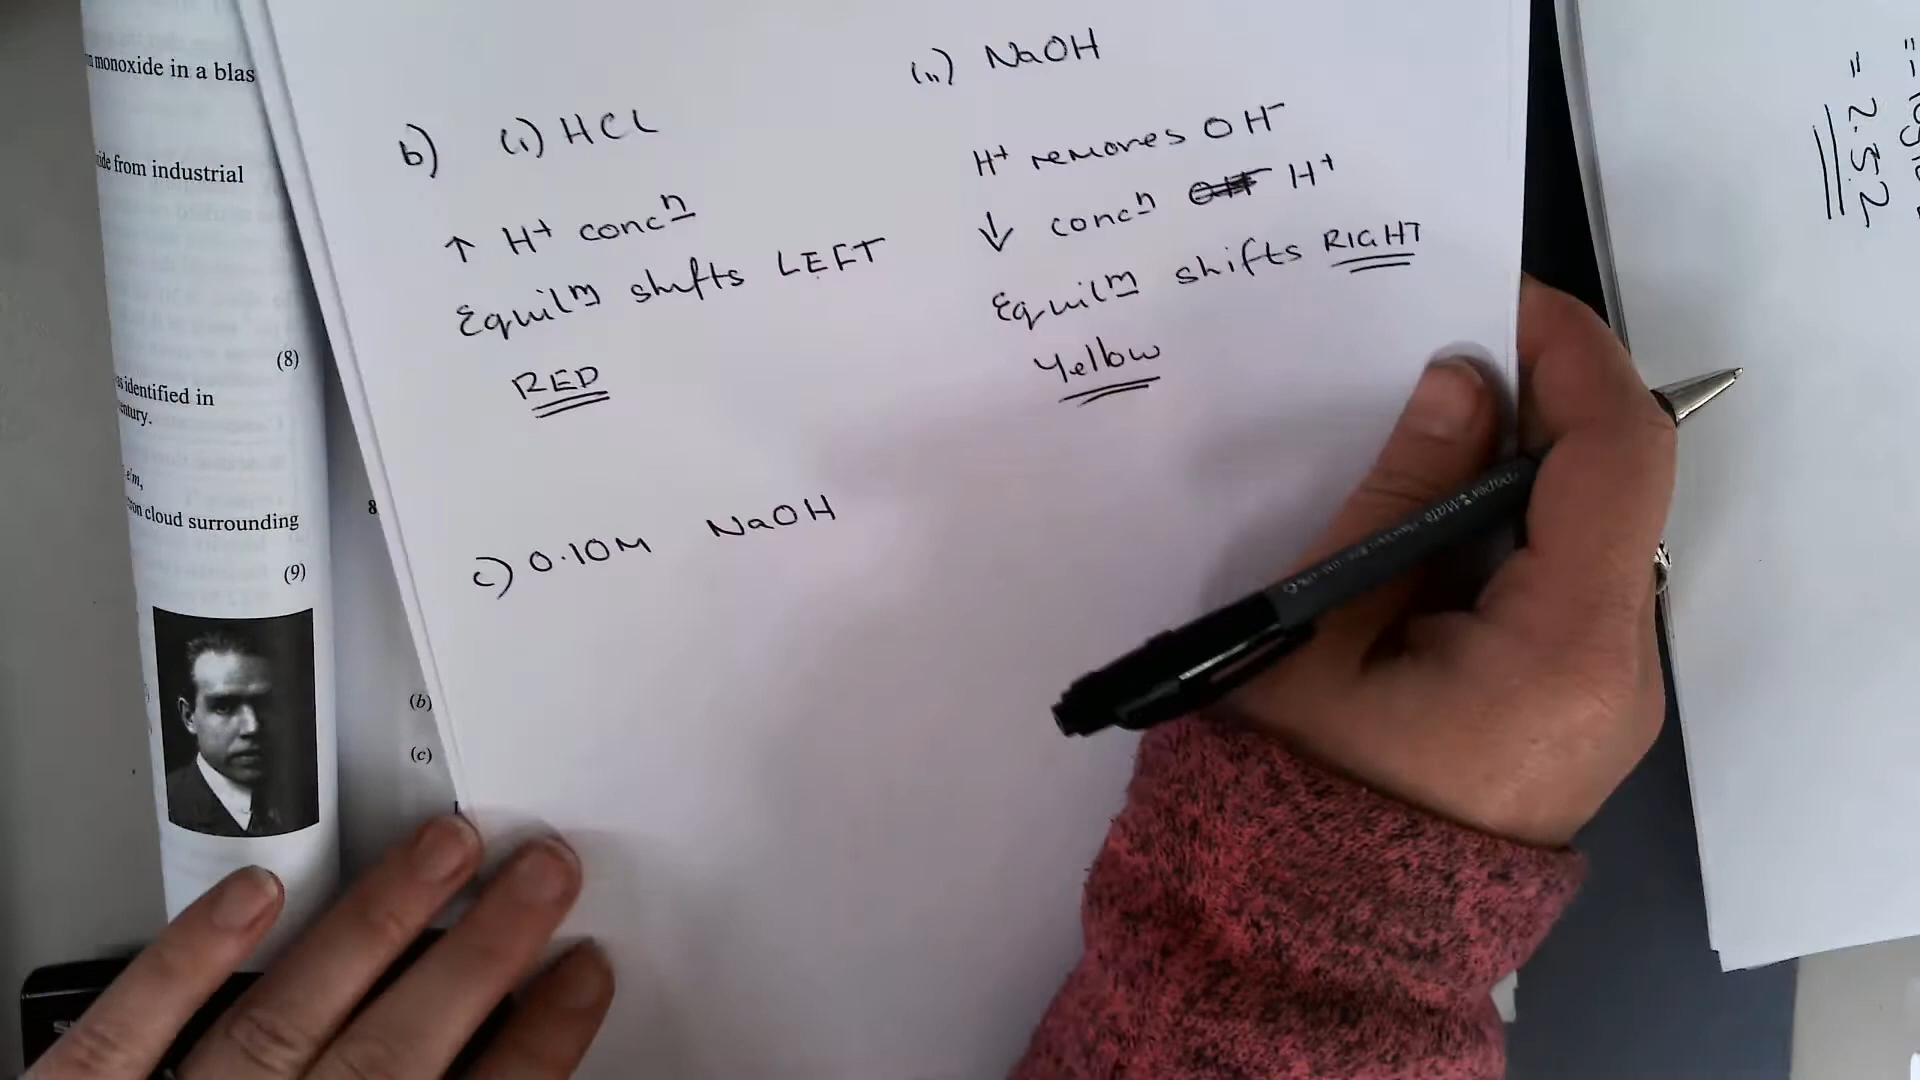 monoxide in a blas
from industrial
(8)
identified in
cloud surrounding
(9)
8
(b)
(c)
b) (i) HCL
↑ H⁺ concⁿ
Equilᵐ shifts LEFT
RED
(ii) NaOH
H⁺ removes OH⁻
↓ concⁿ H⁺
Equilᵐ shifts RIGHT
Yellow
c) 0.10M NaOH
= 2.52